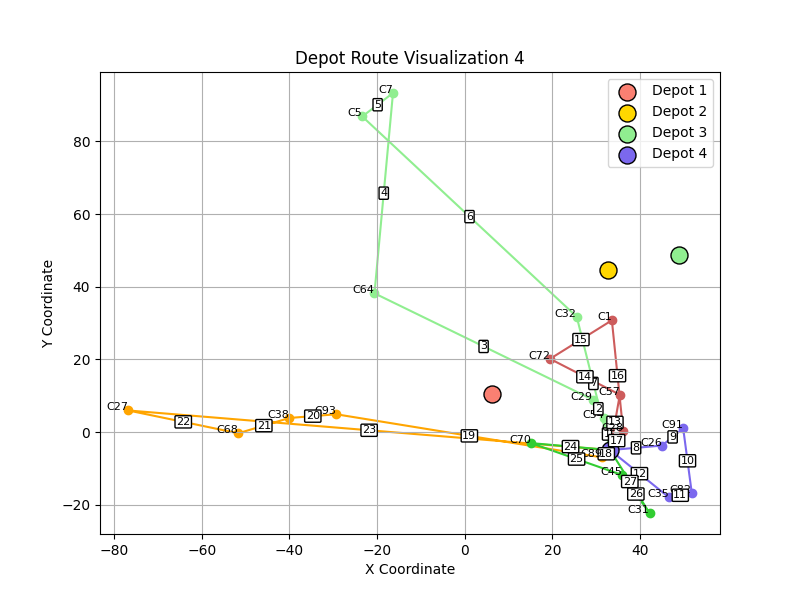 Depot Route Visualization 4
Depot 1
Depot 2
Depot 3
Depot 4
Y Coordinate
X Coordinate
80
60
40
20
0
−20
−80
−60
−40
−20
0
20
40
C7
5
C5
4
6
C64
C32
C1
15
3
C72
16
14
7
C57
C29
2
C27
22
C68
21
C38
20
C93
23
19
C70
24
25
C89
18
17
13
C28
8
C26
9
C91
10
12
C45
27
26
C35
11
C31